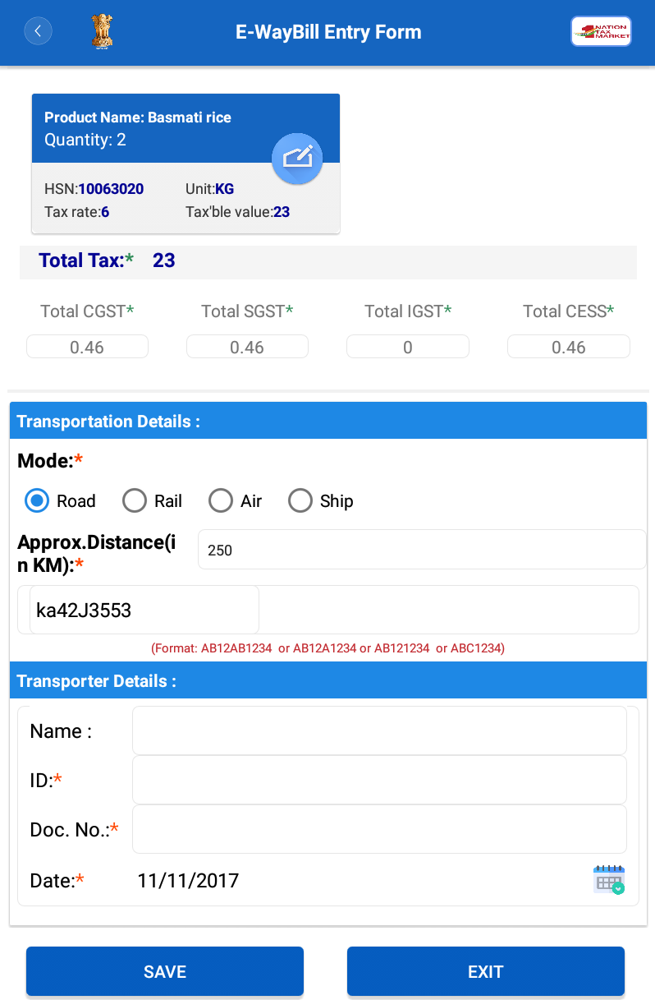 E-WayBill Entry Form
NATION
TAX
MARKET
Product Name: Basmati rice
Quantity: 2
HSN:10063020 Unit:KG
Tax rate:6 Tax'ble value:23
Total Tax:* 23
Total CGST* Total SGST* Total IGST* Total CESS*
0.46 0.46 0 0.46
Transportation Details :
Mode:*
Road Rail Air Ship
Approx.Distance(i
n KM):*
250
ka42J3553
(Format: AB12AB1234 or AB12A1234 or AB121234 or ABC1234)
Transporter Details :
Name :
ID:*
Doc. No.:*
Date:* 11/11/2017
SAVE EXIT